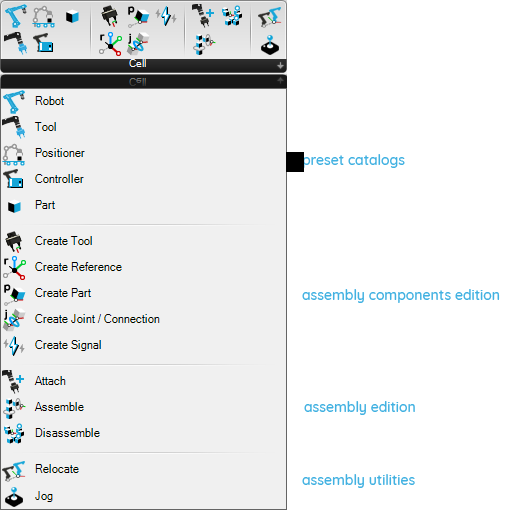 Cell
Cell
Robot
Tool
Positioner
preset catalogs
Controller
Part
Create Tool
Create Reference
Create Part
assembly components edition
Create Joint / Connection
Create Signal
Attach
Assemble
assembly edition
Disassemble
Relocate
assembly utilities
Jog